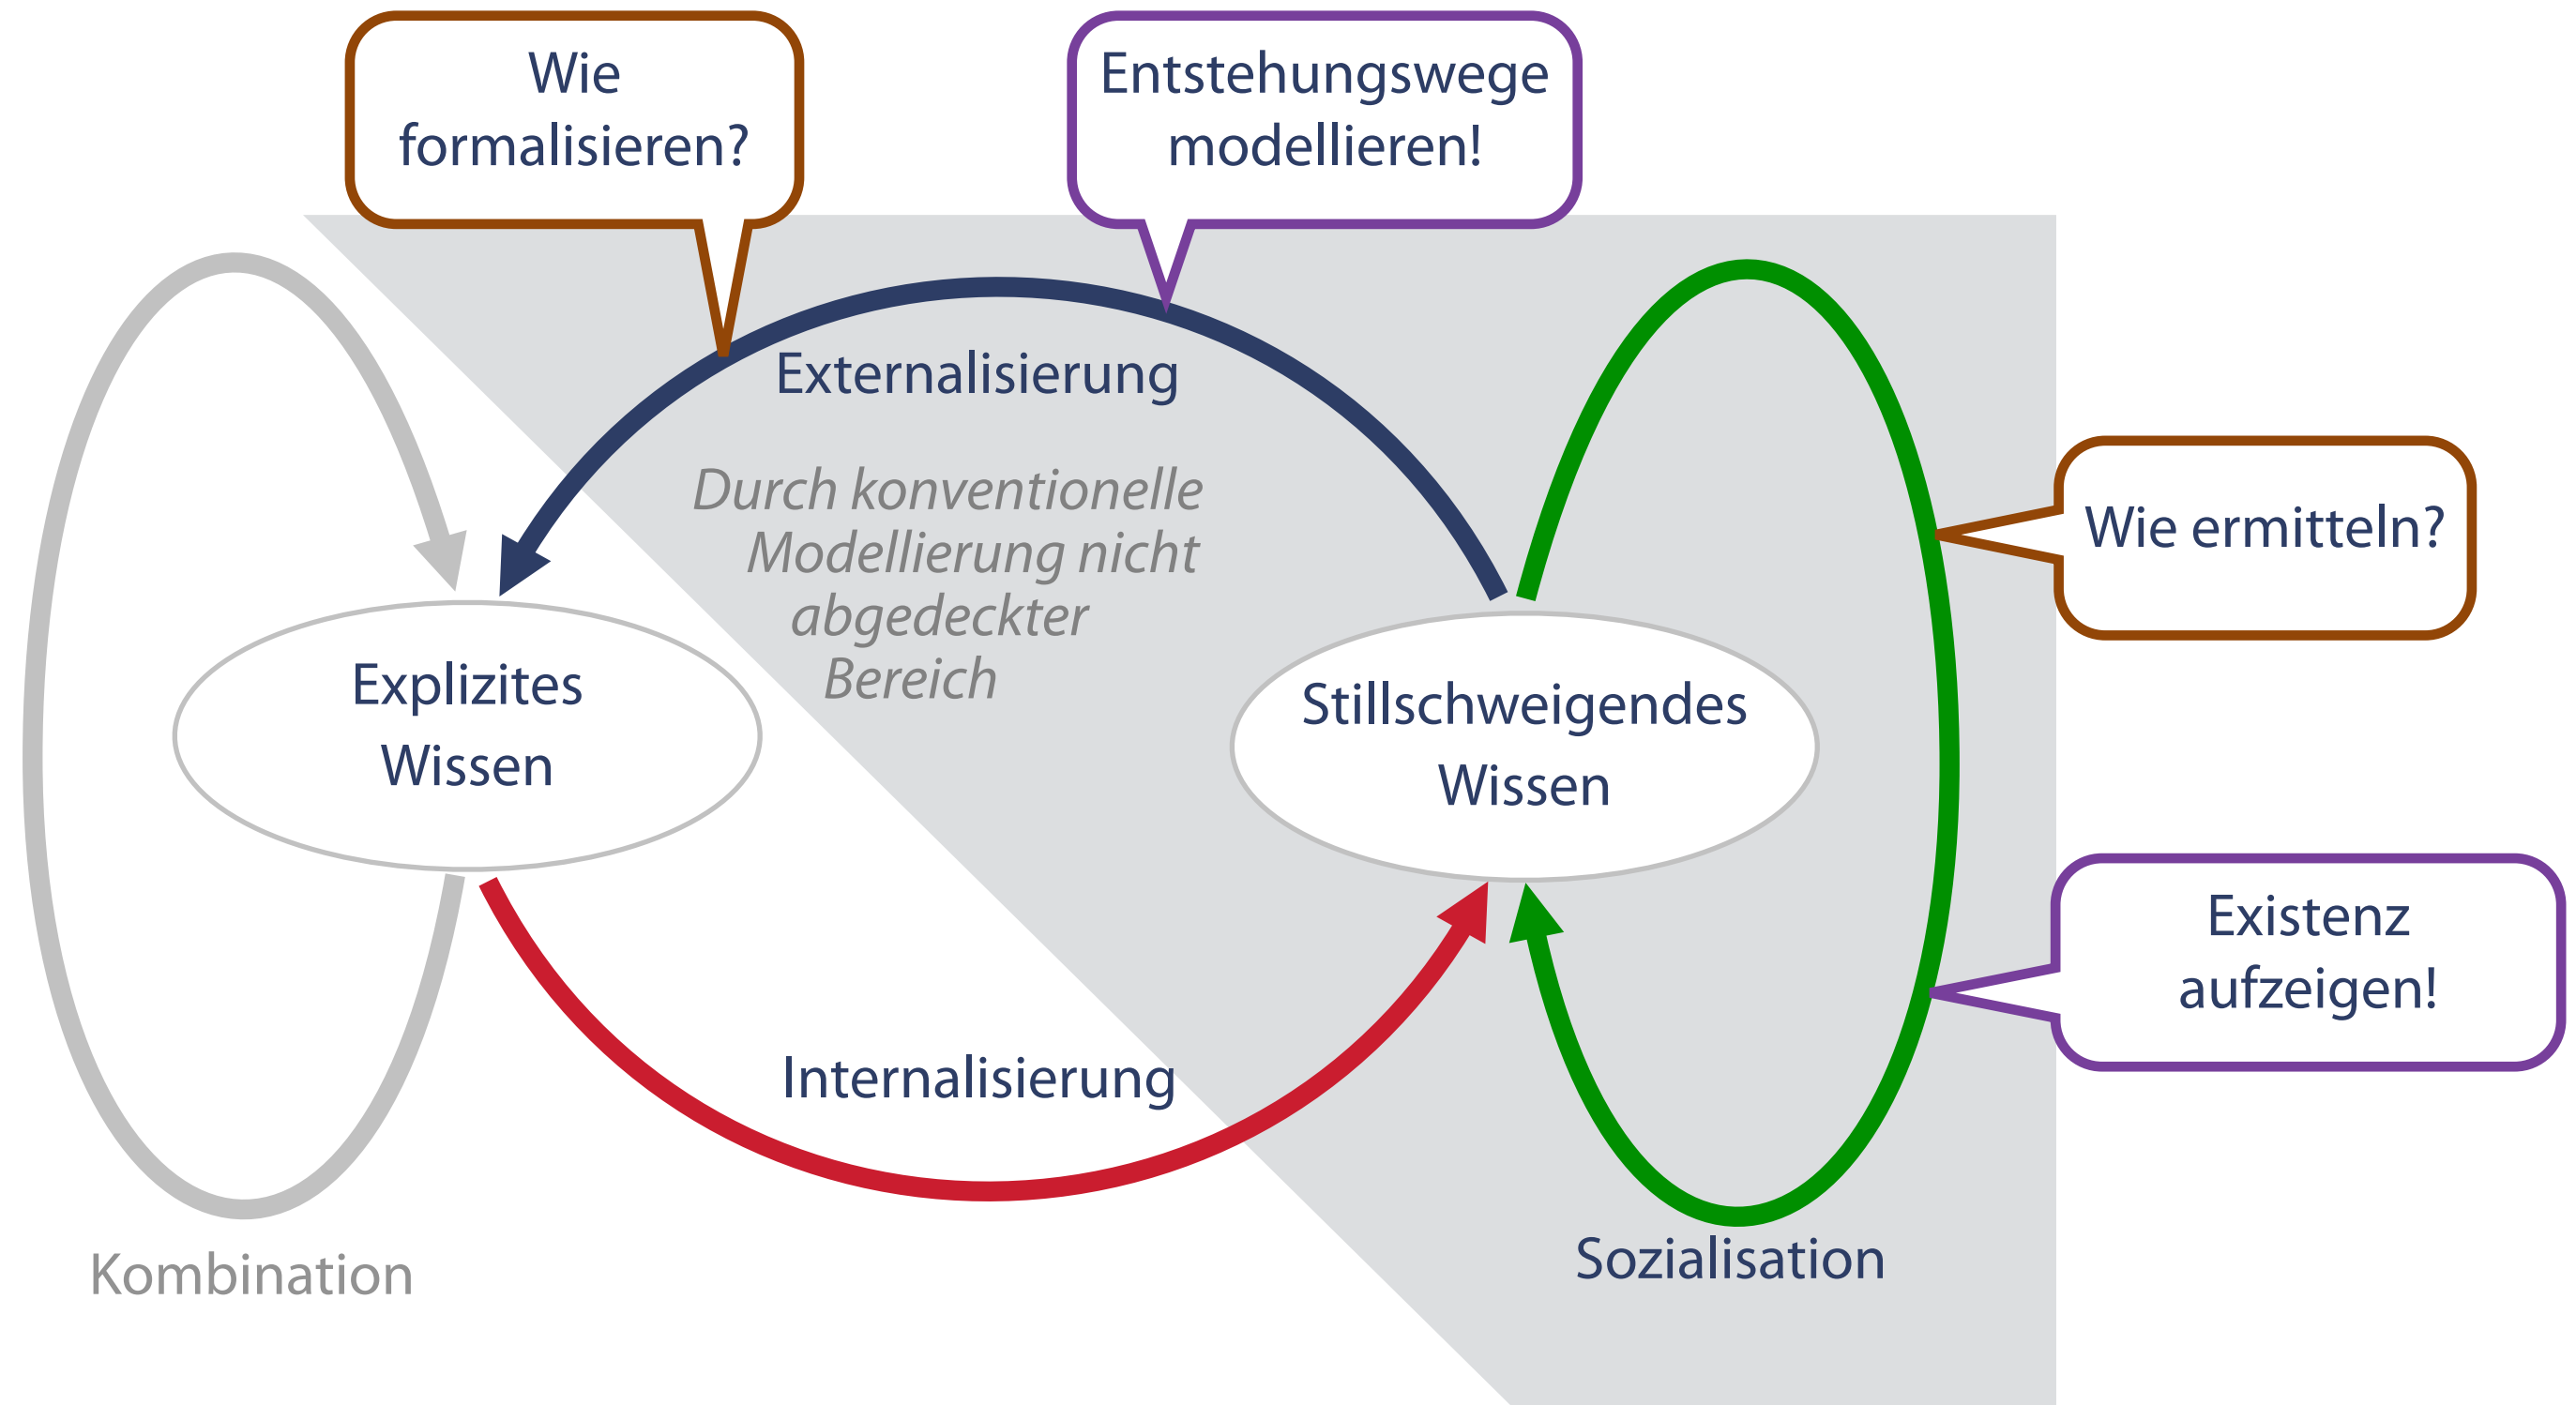 Wie
formalisieren?
Entstehungswege
modellieren!
Externalisierung
Durch konventionelle
Modellierung nicht
abgedeckter
Bereich
Wie ermitteln?
Explizites
Wissen
Stillschweigendes
Wissen
Existenz
aufzeigen!
Internalisierung
Sozialisation
Kombination